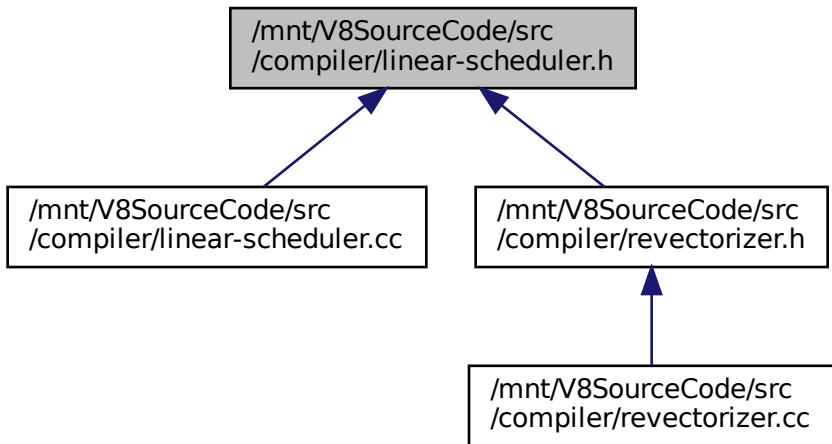 /mnt/V8SourceCode/src
/compiler/linear-scheduler.h
/mnt/V8SourceCode/src
/compiler/linear-scheduler.cc
/mnt/V8SourceCode/src
/compiler/revectorizer.h
/mnt/V8SourceCode/src
/compiler/revectorizer.cc